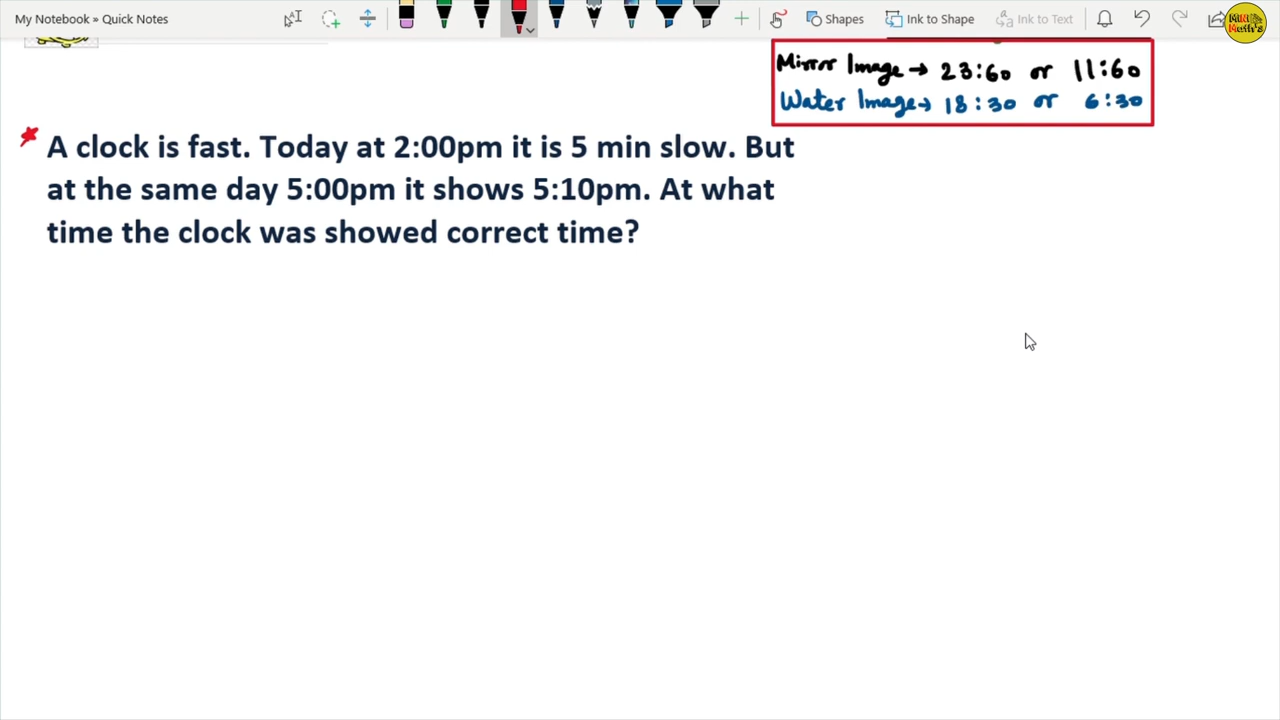 My Notebook » Quick Notes
Shapes
Ink to Shape
Ink to Text
Mini Math's
Mirror Image → 23:60 or 11:60
Water Image → 18:30 or 6:30
A clock is fast. Today at 2:00pm it is 5 min slow. But
at the same day 5:00pm it shows 5:10pm. At what
time the clock was showed correct time?